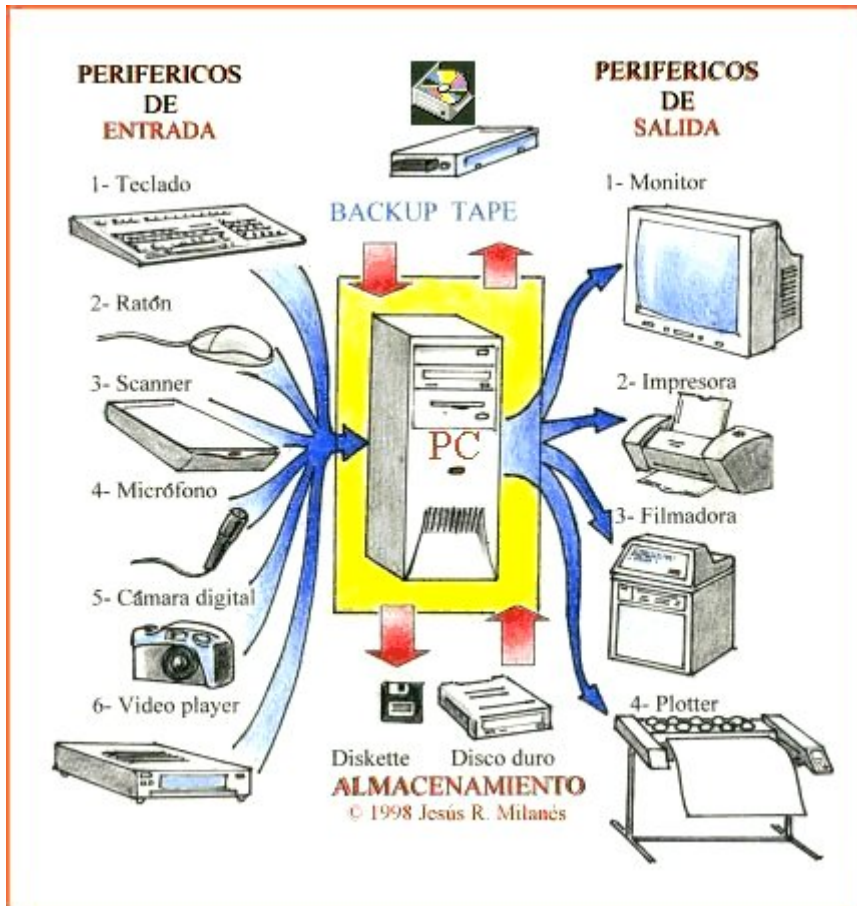 PERIFERICOS
DE
ENTRADA
1- Teclado
2- Ratón
3- Scanner
4- Micrófono
5- Cámara digital
6- Video player
BACKUP TAPE
PC
Diskette Disco duro
ALMACENAMIENTO
© 1998 Jesús R. Milanés
PERIFERICOS
DE
SALIDA
1- Monitor
2- Impresora
3- Filmadora
4- Plotter